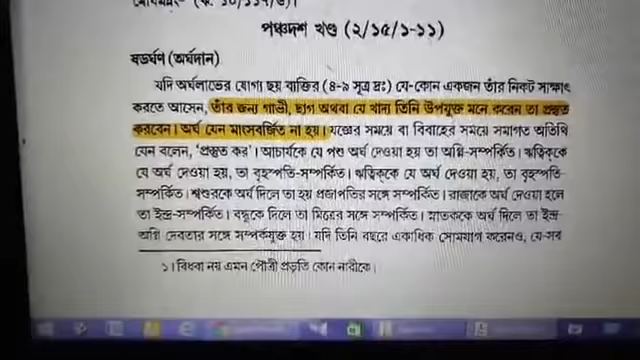 পঞ্চদশ খণ্ড (২/১৫/১-১১)
ষড়র্ঘণ (অর্ঘদান)
যদি অর্ঘলাভের যোগ্য ছয় ব্যক্তির (৪-৯ সূত্র দ্রঃ) যে-কোন একজন তাঁর নিকট সাক্ষাৎ
করতে আসেন, তাঁর জন্য গাভী, ছাগ অথবা যে খাদ্য তিনি উপযুক্ত মনে করেন তা প্রস্তুত
করবেন। অর্ঘ যেন মাংসবর্জিত না হয়। যজ্ঞের সময়ে বা বিবাহের সময়ে সমাগত অতিথি
যেন বলেন, 'প্রস্তুত কর'। আচার্যকে যে পশু অর্ঘ দেওয়া হয় তা অগ্নি-সম্পর্কিত। ঋত্বিক্‌কে
যে অর্ঘ দেওয়া হয়, তা বৃহস্পতি-সম্পর্কিত। ঋত্বিক্‌কে যে অর্ঘ দেওয়া হয়, তা বৃহস্পতি-
সম্পর্কিত। শ্বশুরকে অর্ঘ দিলে তা হয় প্রজাপতির সঙ্গে সম্পর্কিত। রাজাকে অর্ঘ দেওয়া হলে
তা ইন্দ্র-সম্পর্কিত। বন্ধুকে দিলে তা মিত্রের সঙ্গে সম্পর্কিত। স্নাতককে অর্ঘ দিলে তা ইন্দ্র-
অগ্নি দেবতার সঙ্গে সম্পর্কযুক্ত হয়। যদি তিনি বছরে একাধিক সোমযাগ করেনও, যে-সব
১। বিধবা নয় এমন পৌত্রী প্রভৃতি কোন নারীকে।